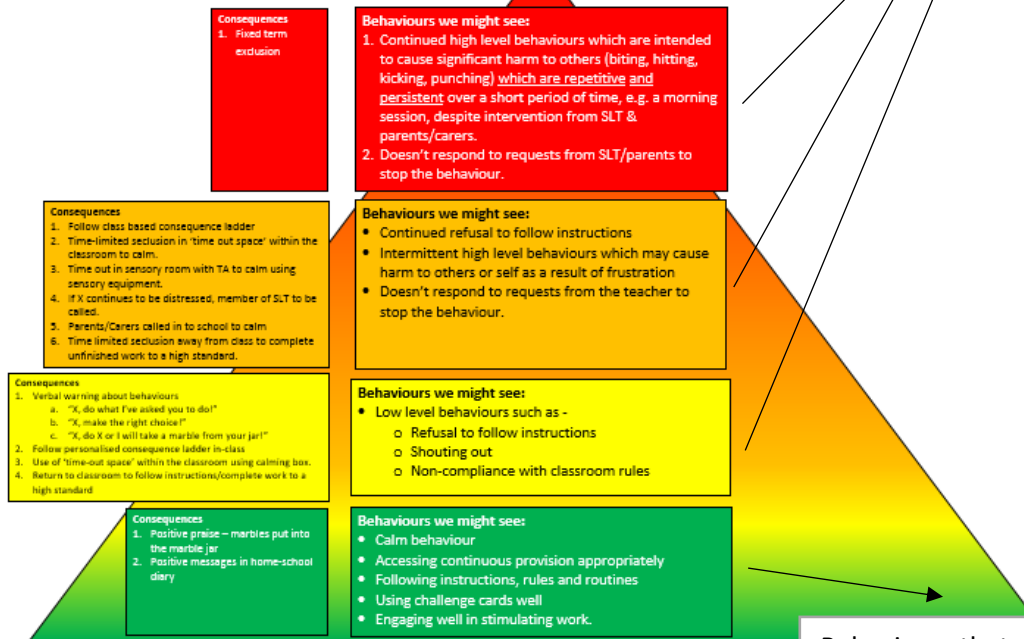 Consequences
1. Fixed term
exclusion
Behaviours we might see:
1. Continued high level behaviours which are intended
to cause significant harm to others (biting, hitting,
kicking, punching) which are repetitive and
persistent over a short period of time, e.g. a morning
session, despite intervention from SLT &
parents/carers.
2. Doesn't respond to requests from SLT/parents to
stop the behaviour.
Consequences
1. Follow class based consequence ladder
2. Time-limited seclusion in 'time out space' within the
classroom to calm.
3. Time out in sensory room with TA to calm using
sensory equipment.
4. If X continues to be distressed, member of SLT to be
called.
5. Parents/Carers called in to school to calm
6. Time limited seclusion away from class to complete
unfinished work to a high standard.
Behaviours we might see:
• Continued refusal to follow instructions
• Intermittent high level behaviours which may cause
harm to others or self as a result of frustration
• Doesn't respond to requests from the teacher to
stop the behaviour.
Consequences
1. Verbal warning about behaviours
a. "X, do what I've asked you to do!"
b. "X, make the right choice!"
c. "X, do X or I will take a marble from your jar!"
2. Follow personalised consequence ladder in-class
3. Use of 'time-out space' within the classroom using calming box.
4. Return to classroom to follow instructions/complete work to a
high standard
Behaviours we might see:
• Low level behaviours such as -
o Refusal to follow instructions
o Shouting out
o Non-compliance with classroom rules
Consequences
1. Positive praise – marbles put into
the marble jar
2. Positive messages in home-school
diary
Behaviours we might see:
• Calm behaviour
• Accessing continuous provision appropriately
• Following instructions, rules and routines
• Using challenge cards well
• Engaging well in stimulating work.